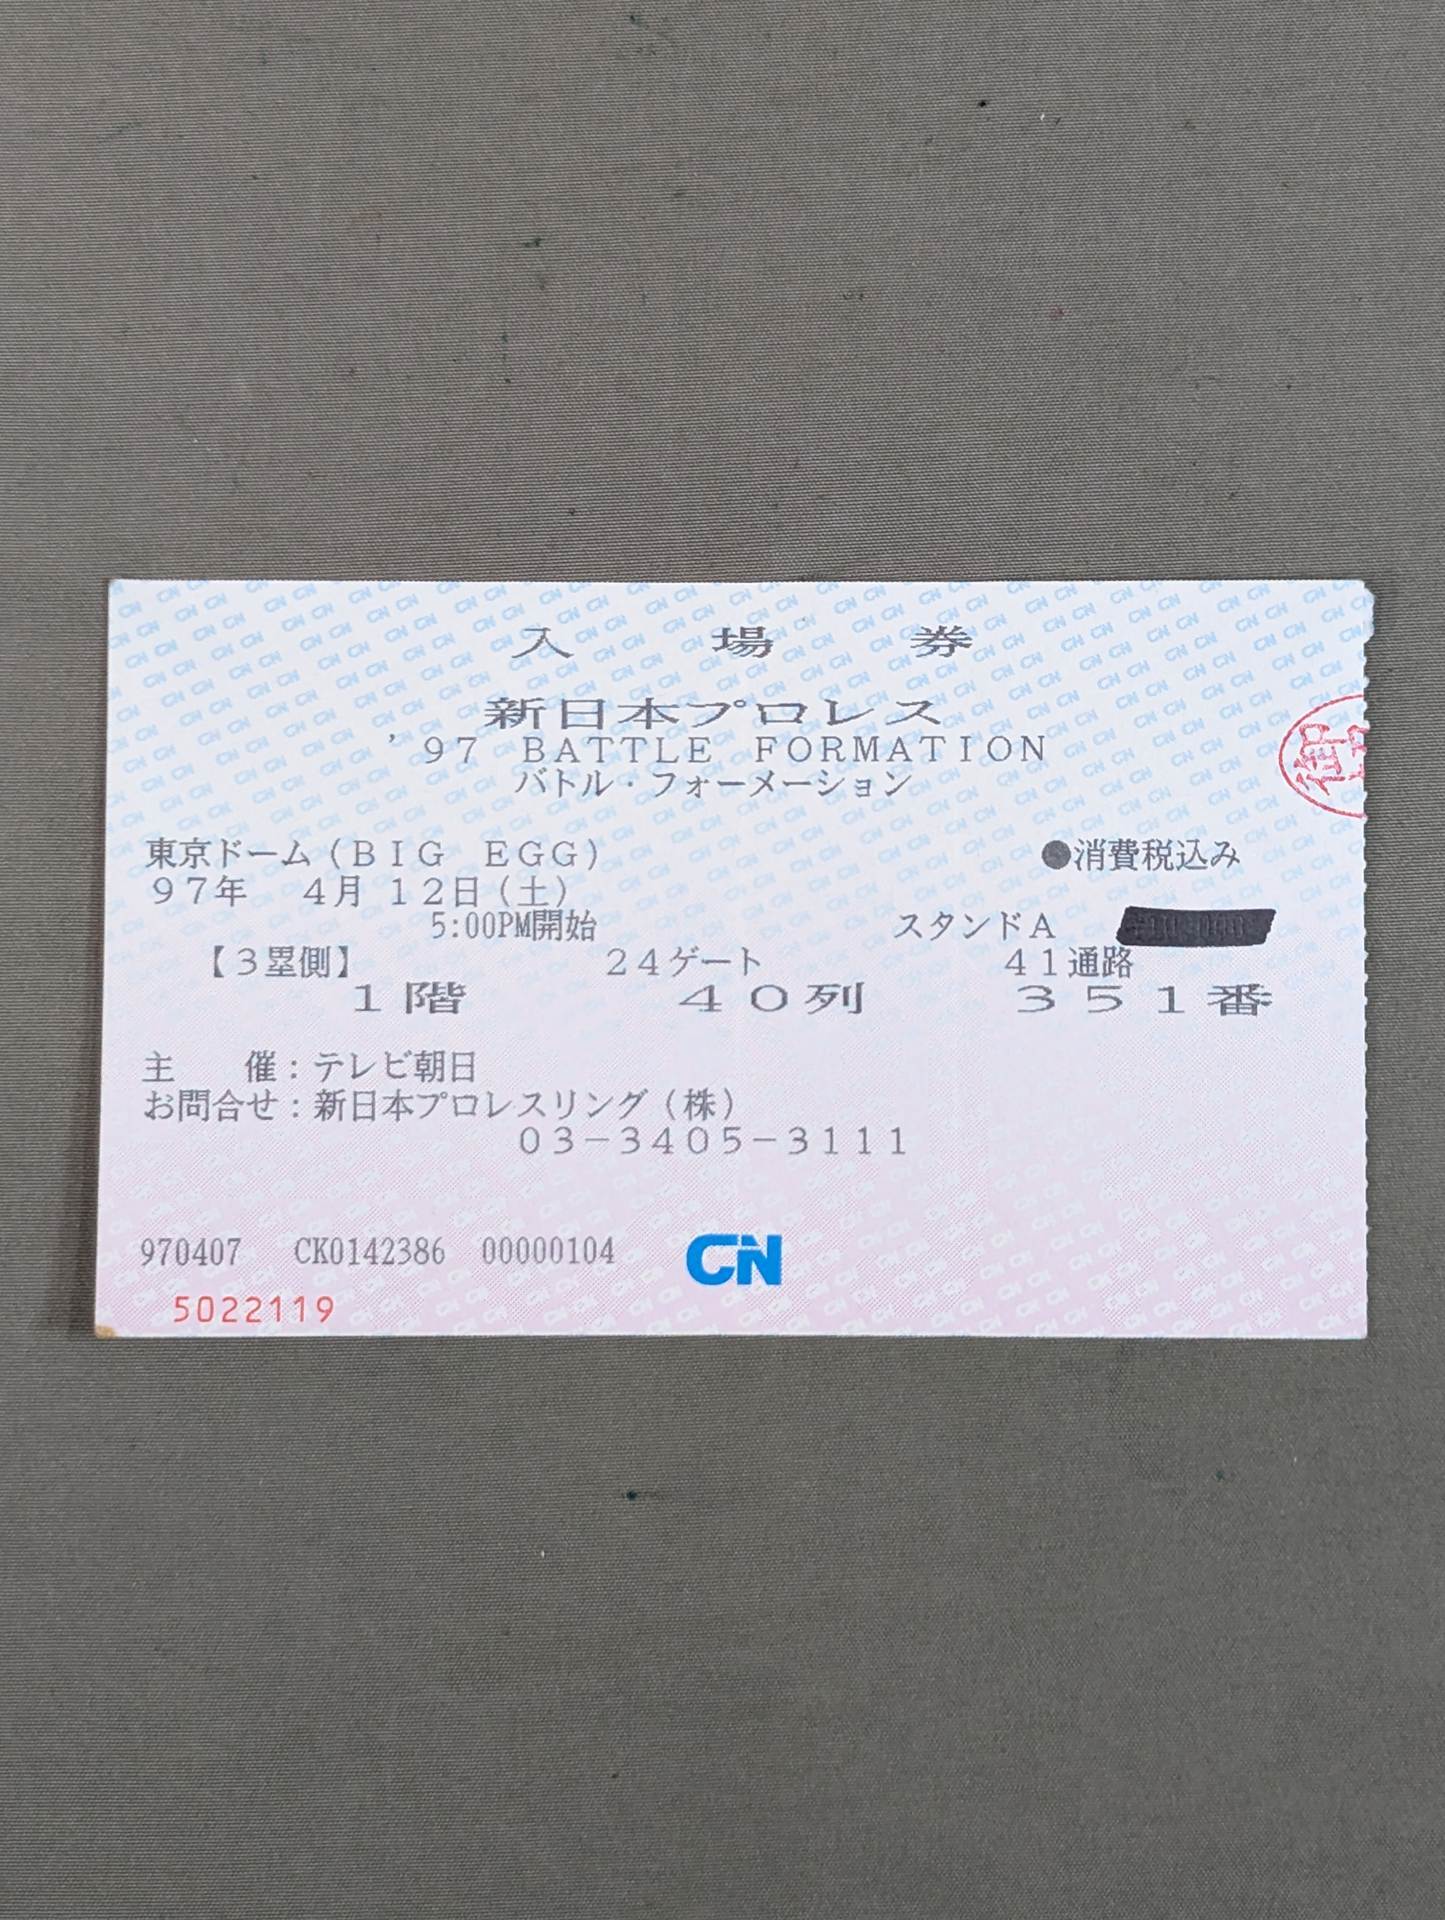 入場券
新日本プロレス
'97 BATTLE FORMATION
バトル・フォーメーション
東京ドーム(BIG EGG) ●消費税込み
97年 4月12日(土)
5:00PM開始 スタンドA
【3塁側】 24ゲート 41通路
1階 40列 351番
主 催:テレビ朝日
お問合せ:新日本プロレスリング(株)
03-3405-3111
970407 CK0142386 00000104 CN
5022119
御